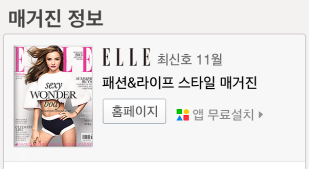 매거진 정보
ELLE
sexy
WONDER
body
ELLE 최신호 11월
패션&라이프 스타일 매거진
홈페이지
앱 무료설치